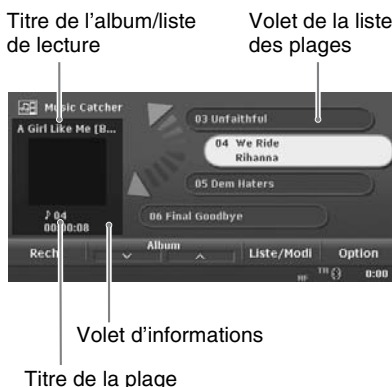 Titre de l'album/liste
de lecture
Volet de la liste
des plages
Music Catcher
A Girl Like Me [B...
03 Unfaithful
04 We Ride
Rihanna
05 Dem Haters
06 Final Goodbye
♪ 04
00:00:08
Rech
Album
Liste/Modi
Option
0:00
Volet d'informations
Titre de la plage